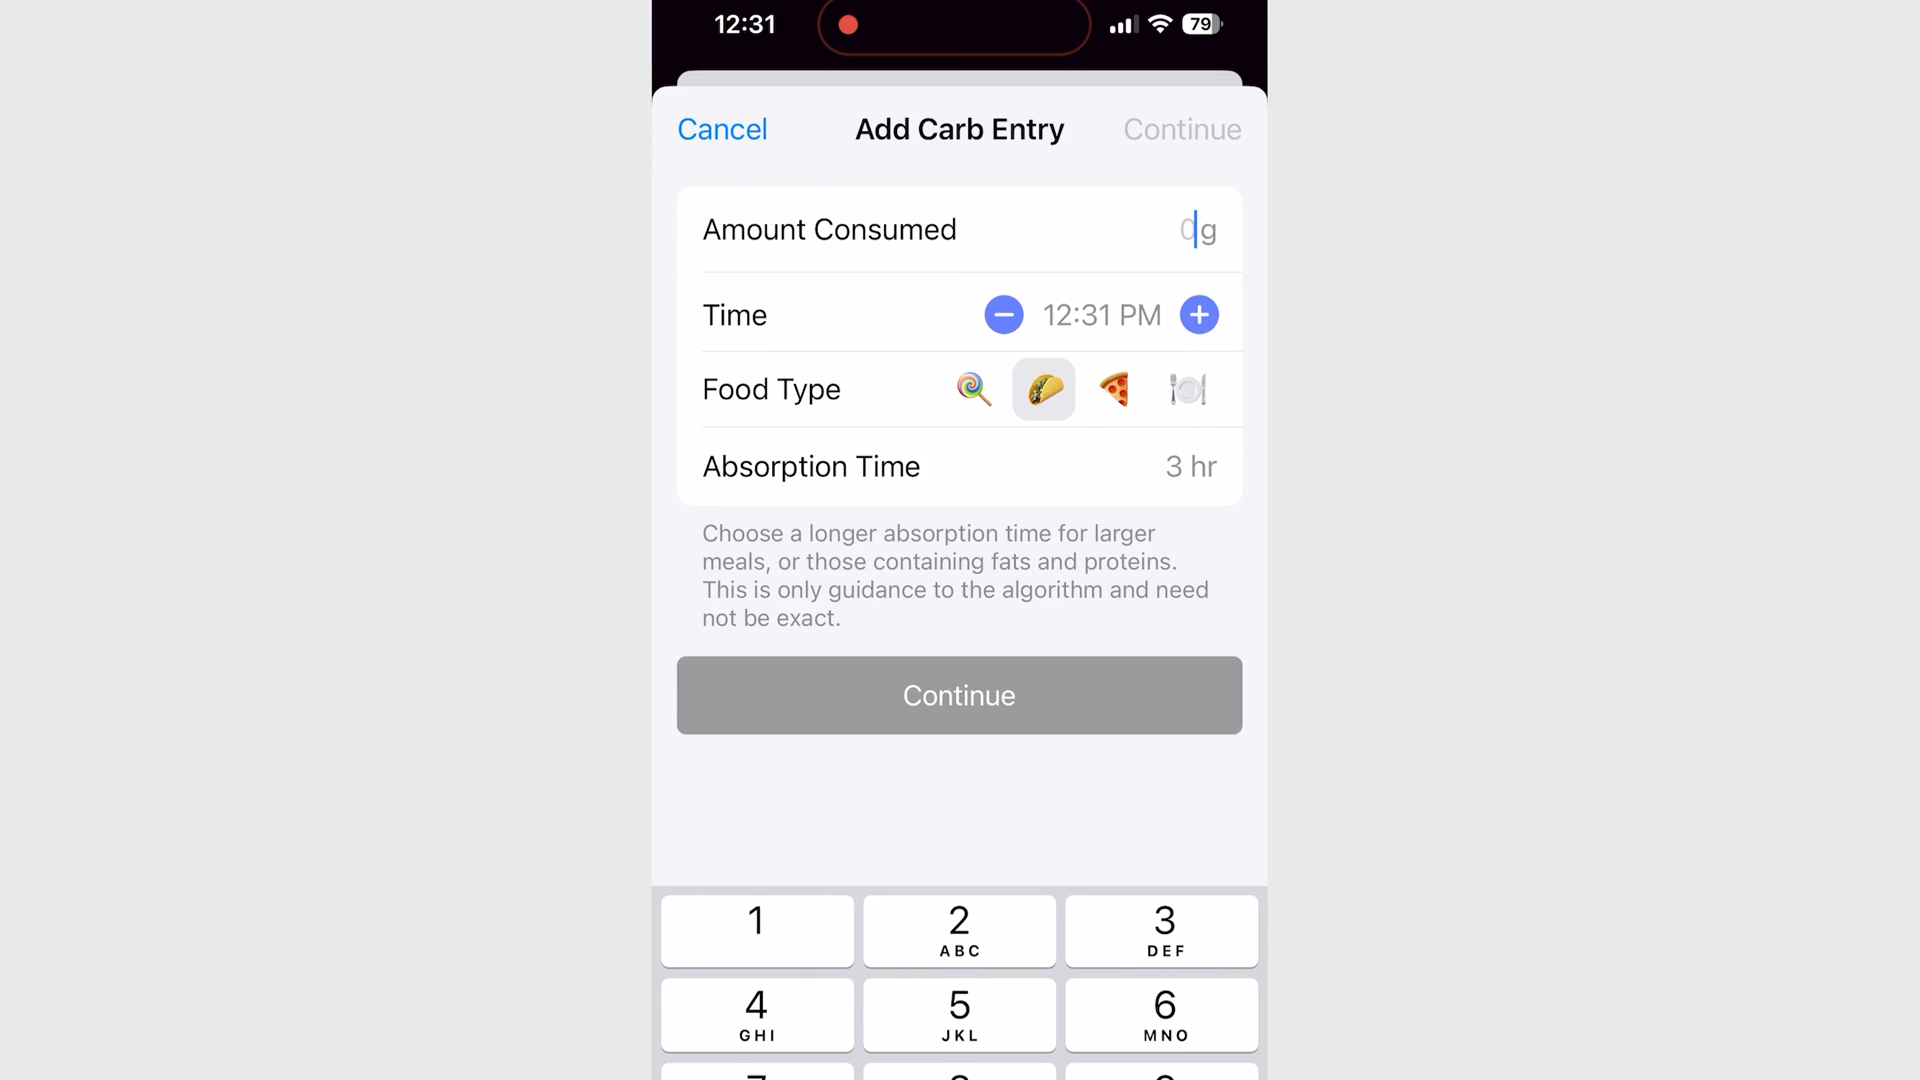 12:31
79
Cancel
Add Carb Entry
Continue
Amount Consumed
0 g
Time
12:31 PM
Food Type
Absorption Time
3 hr
Choose a longer absorption time for larger
meals, or those containing fats and proteins.
This is only guidance to the algorithm and need
not be exact.
Continue
1
2
ABC
3
DEF
4
GHI
5
JKL
6
MNO